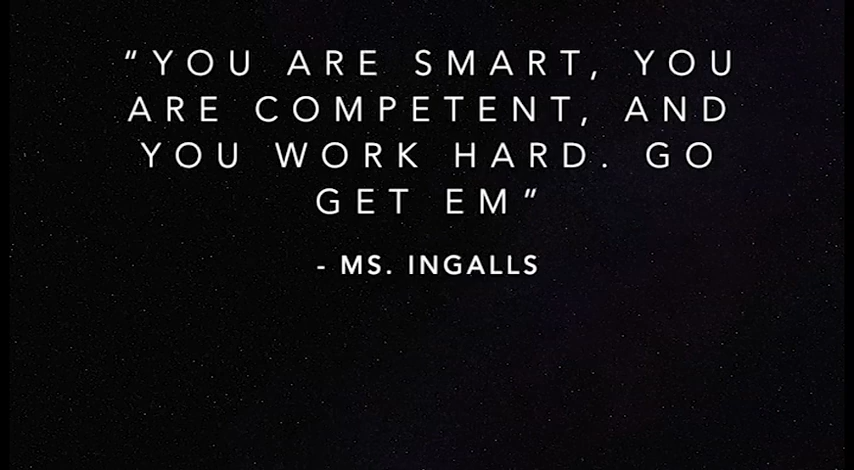 “YOU ARE SMART, YOU
ARE COMPETENT, AND
YOU WORK HARD. GO
GET EM”
- MS. INGALLS